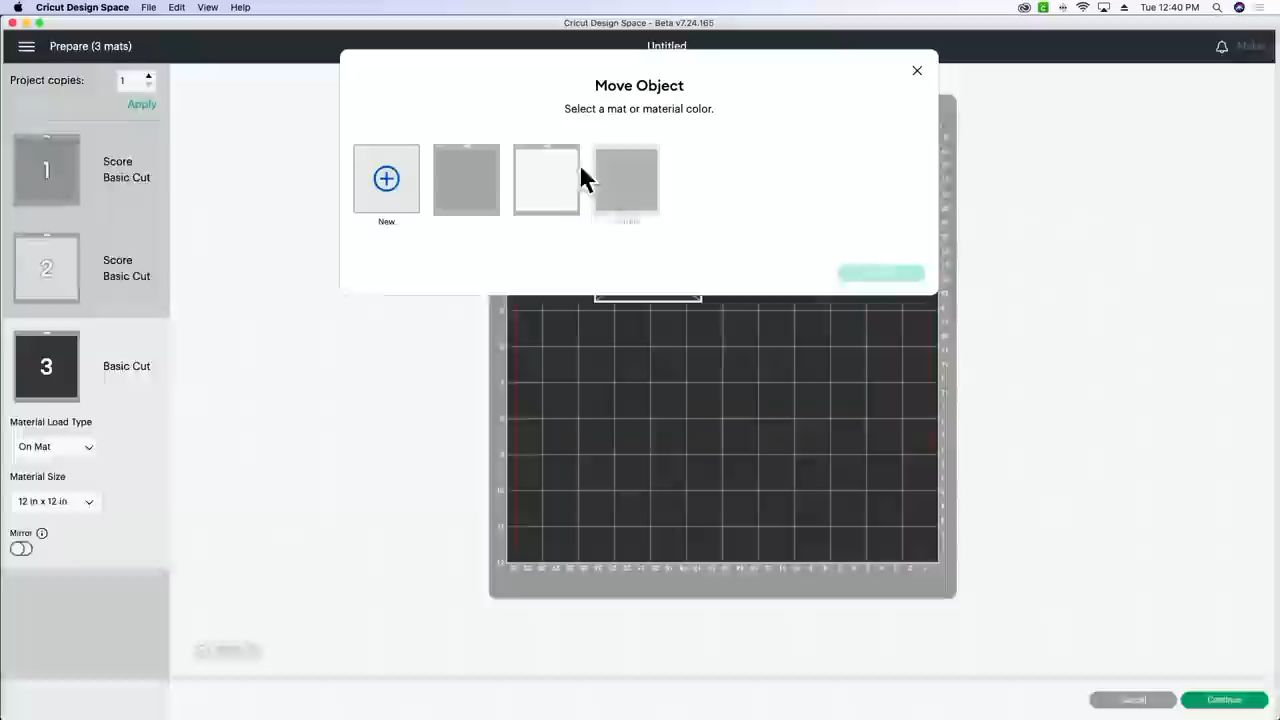 Cricut Design Space File Edit View Help Tue 12:40 PM
Cricut Design Space - Beta v7.24.165
Prepare (3 mats) Untitled Make
Project copies: 1
Apply
1 Score
Basic Cut
2 Score
Basic Cut
3 Basic Cut
Material Load Type
On Mat
Material Size
12 in x 12 in
Mirror
Move Object
Select a mat or material color.
New
Cancel Continue